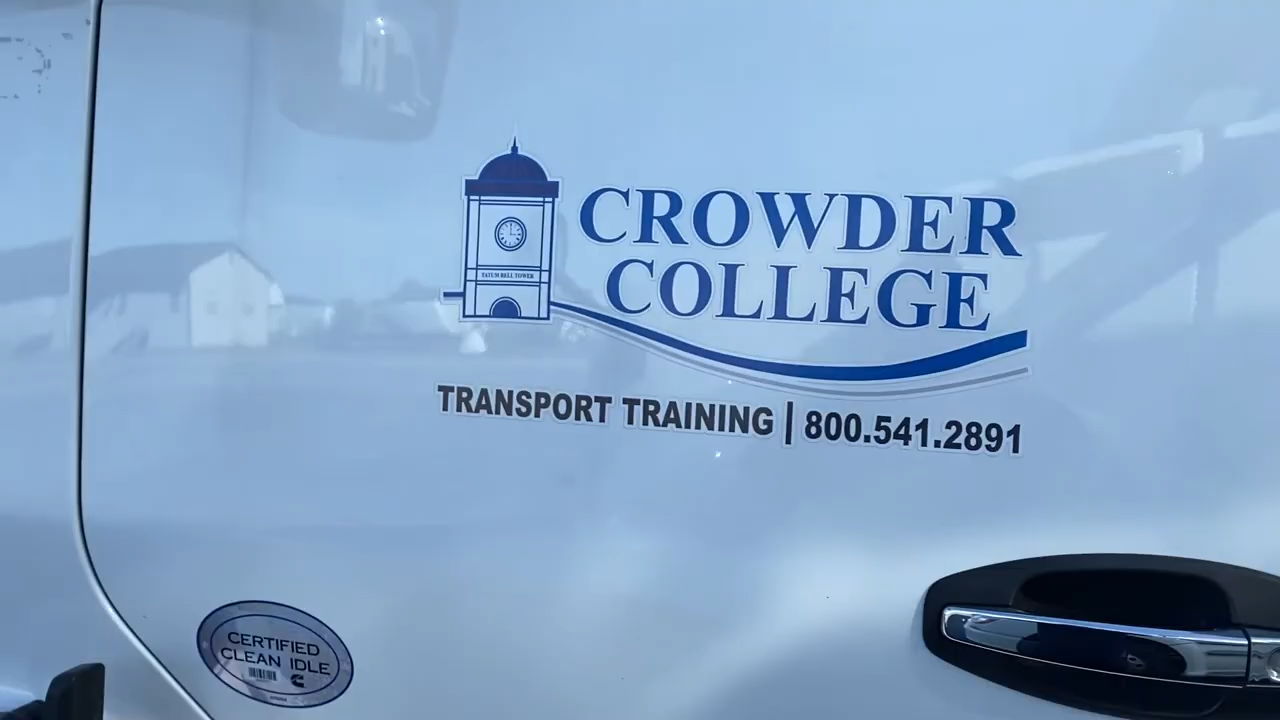 CROWDER
COLLEGE
TATUM BELL TOWER
TRANSPORT TRAINING | 800.541.2891
CERTIFIED
CLEAN IDLE